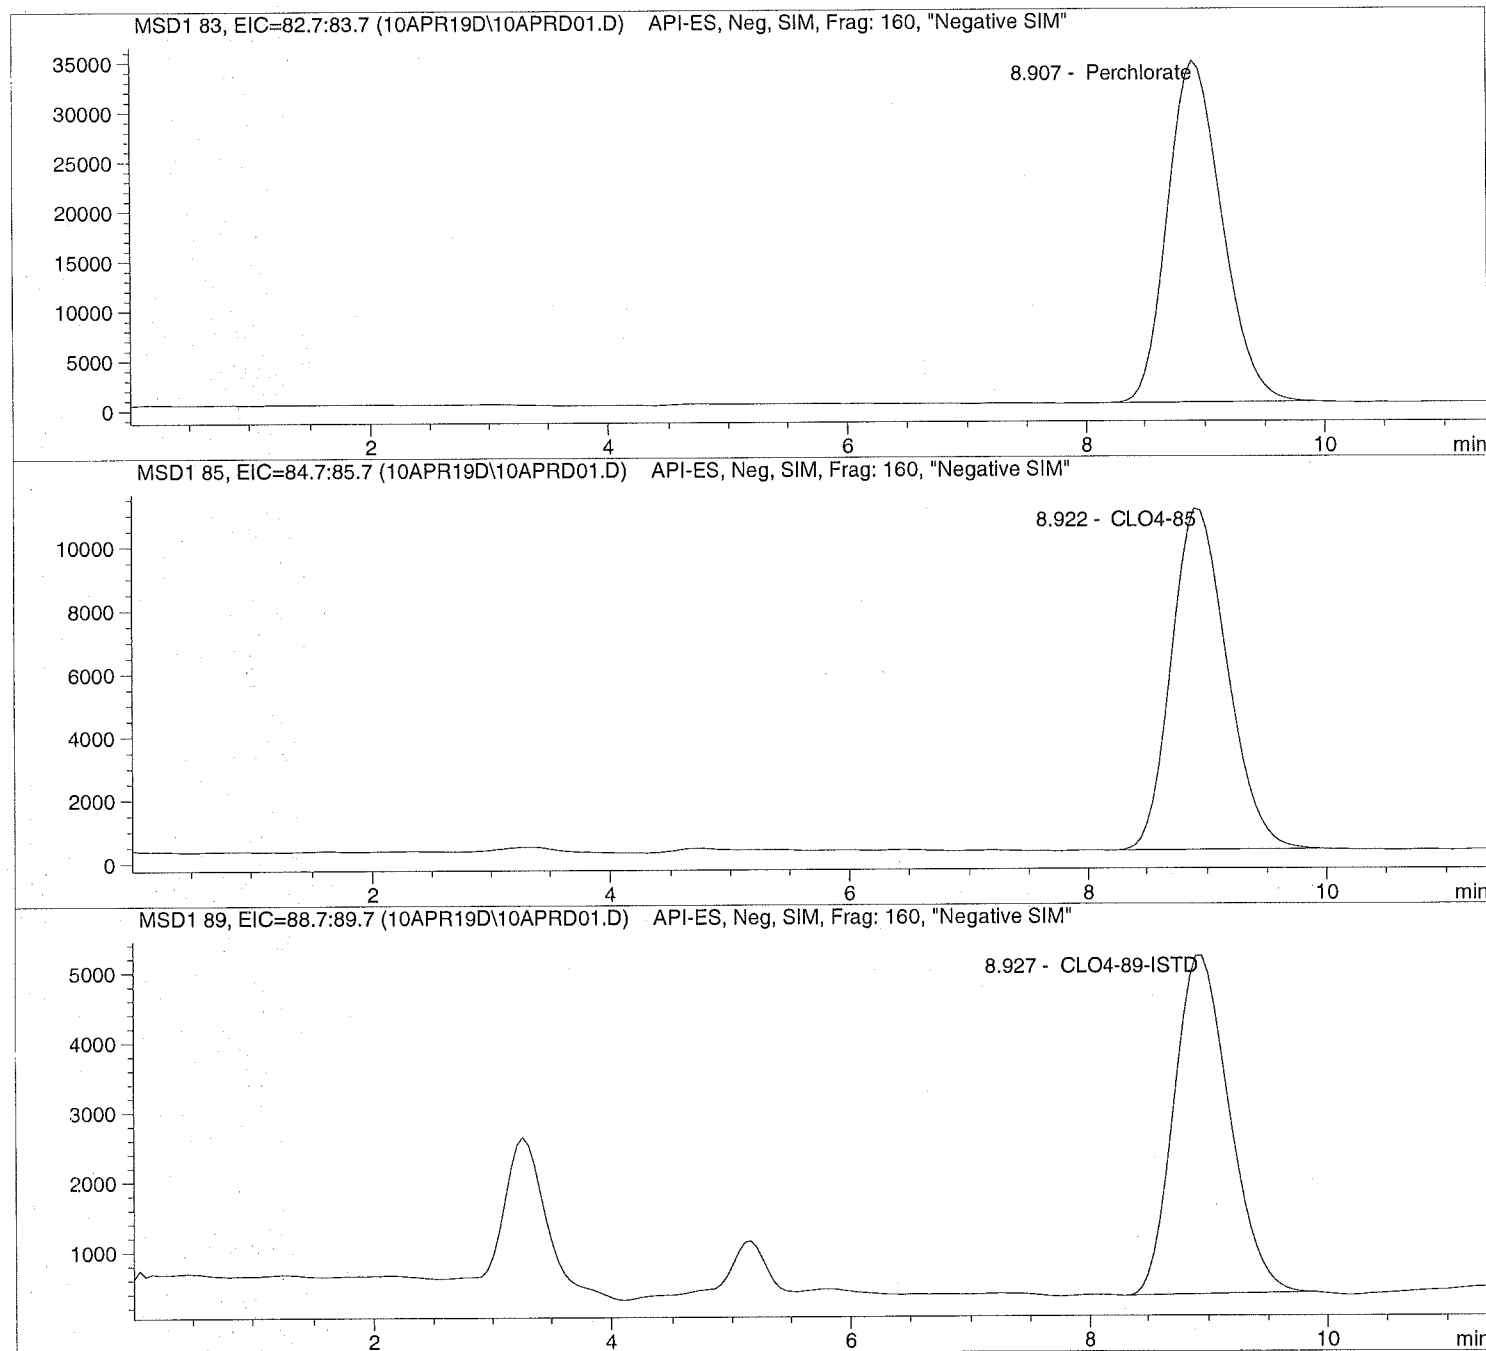 MSD1 83, EIC=82.7:83.7 (10APR19D\10APRD01.D) API-ES, Neg, SIM, Frag: 160, "Negative SIM"
35000
8.907 - Perchlorate
30000
25000
20000
15000
10000
5000
0
2 4 6 8 10 min
MSD1 85, EIC=84.7:85.7 (10APR19D\10APRD01.D) API-ES, Neg, SIM, Frag: 160, "Negative SIM"
8.922 - CLO4-85
10000
8000
6000
4000
2000
0
2 4 6 8 10 min
MSD1 89, EIC=88.7:89.7 (10APR19D\10APRD01.D) API-ES, Neg, SIM, Frag: 160, "Negative SIM"
8.927 - CLO4-89-ISTD
5000
4000
3000
2000
1000
2 4 6 8 10 min